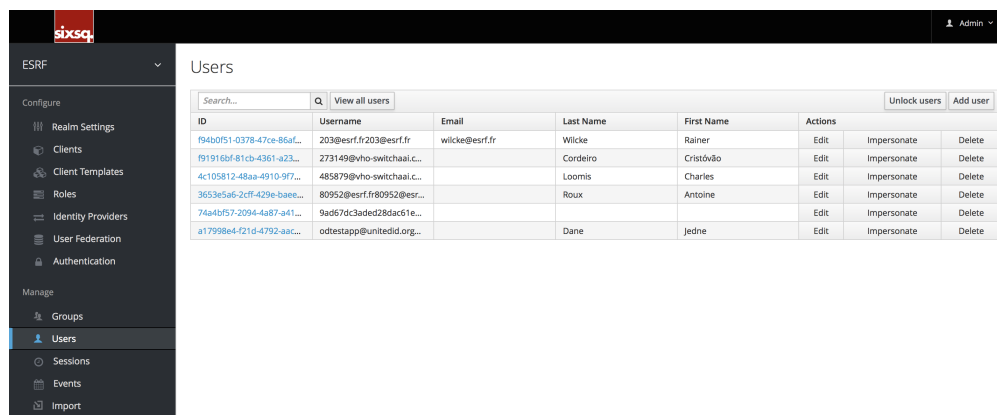 sixsq.
Admin
ESRF
Users
Configure
Search...
View all users
Unlock users
Add user
ID Username Email Last Name First Name Actions
Realm Settings
f94b0f51-0378-47ce-86af... 203@esrf.fr203@esrf.fr wilcke@esrf.fr Wilcke Rainer Edit Impersonate Delete
Clients
f91916bf-81cb-4361-a23... 273149@vho-switchaai.c... Cordeiro Cristóvão Edit Impersonate Delete
Client Templates
4c105812-48aa-4910-9f7... 485879@vho-switchaai.c... Loomis Charles Edit Impersonate Delete
Roles
3653e5a6-2cff-429e-baee... 80952@esrf.fr80952@esr... Roux Antoine Edit Impersonate Delete
Identity Providers
74a4bf57-2094-4a87-a41... 9ad67dc3aded28dac61e... Edit Impersonate Delete
User Federation
a17998e4-f21d-4792-aac... odtestapp@unitedid.org... Dane Jedne Edit Impersonate Delete
Authentication
Manage
Groups
Users
Sessions
Events
Import